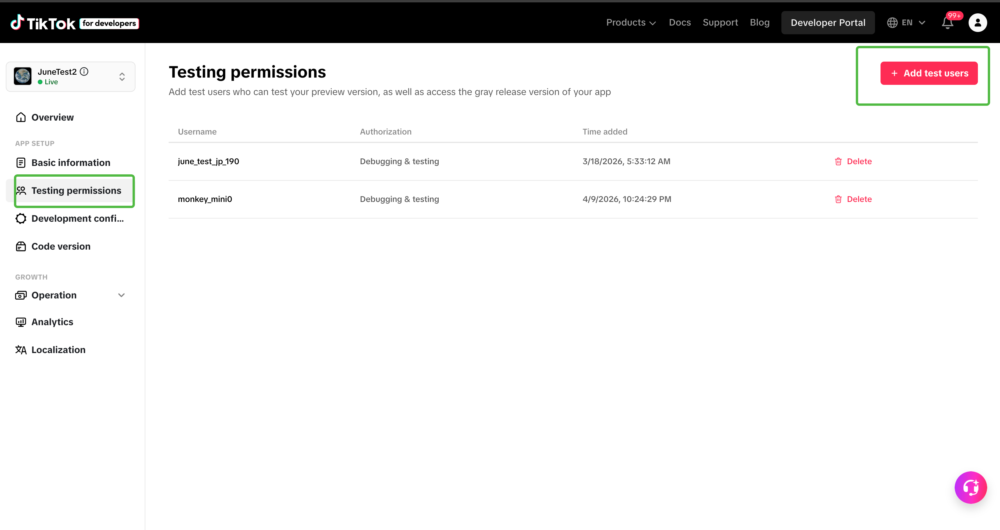 TikTok for developers
Products
Docs
Support
Blog
Developer Portal
EN
99+
JuneTest2
Live
Overview
APP SETUP
Basic information
Testing permissions
Development confi...
Code version
GROWTH
Operation
Analytics
Localization
Testing permissions
Add test users who can test your preview version, as well as access the gray release version of your app
+ Add test users
Username Authorization Time added
june_test_jp_190 Debugging & testing 3/18/2026, 5:33:12 AM Delete
monkey_mini0 Debugging & testing 4/9/2026, 10:24:29 PM Delete